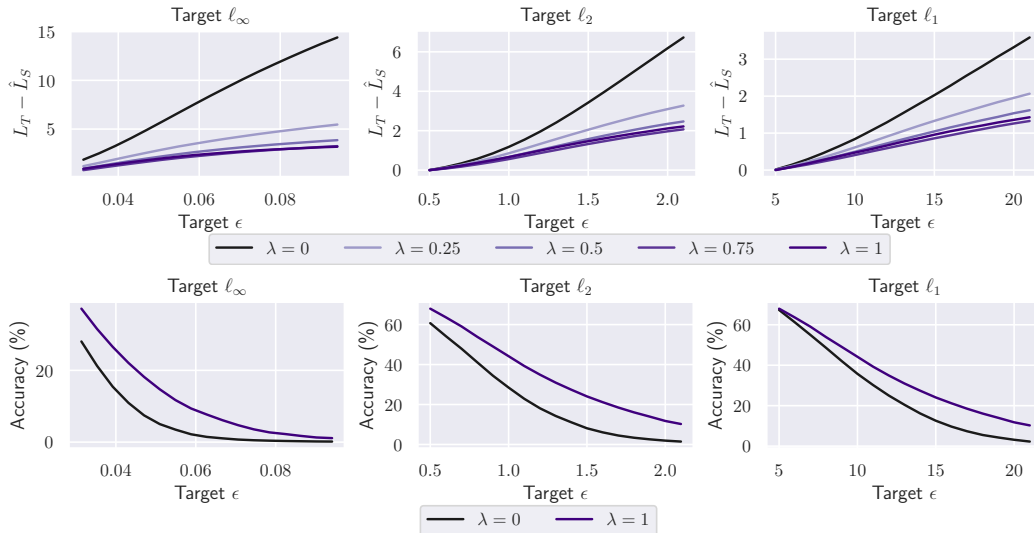 Target ℓ∞ Target ℓ2 Target ℓ1
15
10
5
L_T − L̂_S
0.04 0.06 0.08
Target ϵ
6
4
2
0
L_T − L̂_S
0.5 1.0 1.5 2.0
Target ϵ
3
2
1
0
L_T − L̂_S
5 10 15 20
Target ϵ
λ = 0 λ = 0.25 λ = 0.5 λ = 0.75 λ = 1
Target ℓ∞ Target ℓ2 Target ℓ1
20
0
Accuracy (%)
0.04 0.06 0.08
Target ϵ
60
40
20
0
Accuracy (%)
0.5 1.0 1.5 2.0
Target ϵ
60
40
20
0
Accuracy (%)
5 10 15 20
Target ϵ
λ = 0 λ = 1